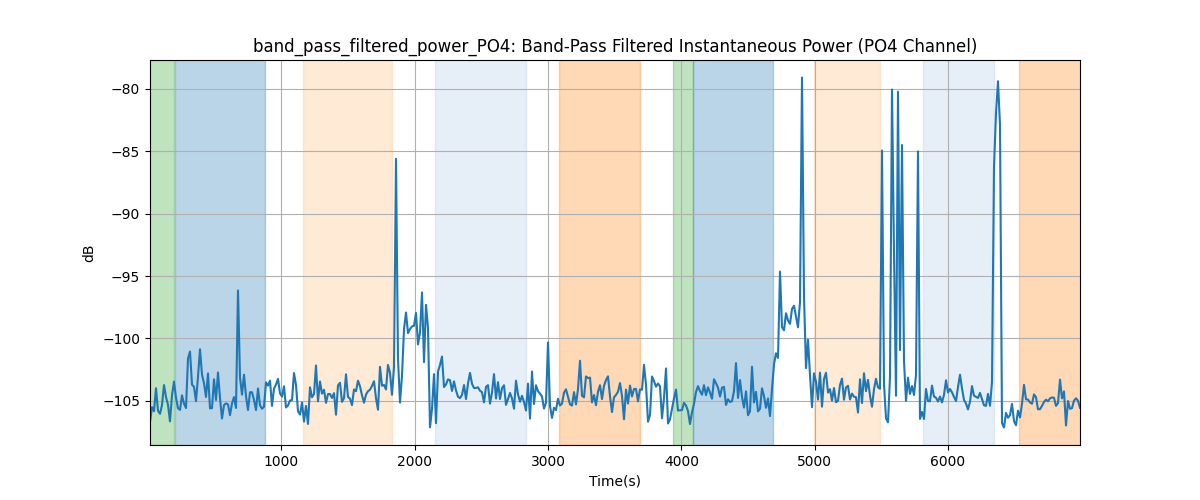 band_pass_filtered_power_PO4: Band-Pass Filtered Instantaneous Power (PO4 Channel)
−80
−85
−90
−95
−100
−105
dB
1000 2000 3000 4000 5000 6000
Time(s)